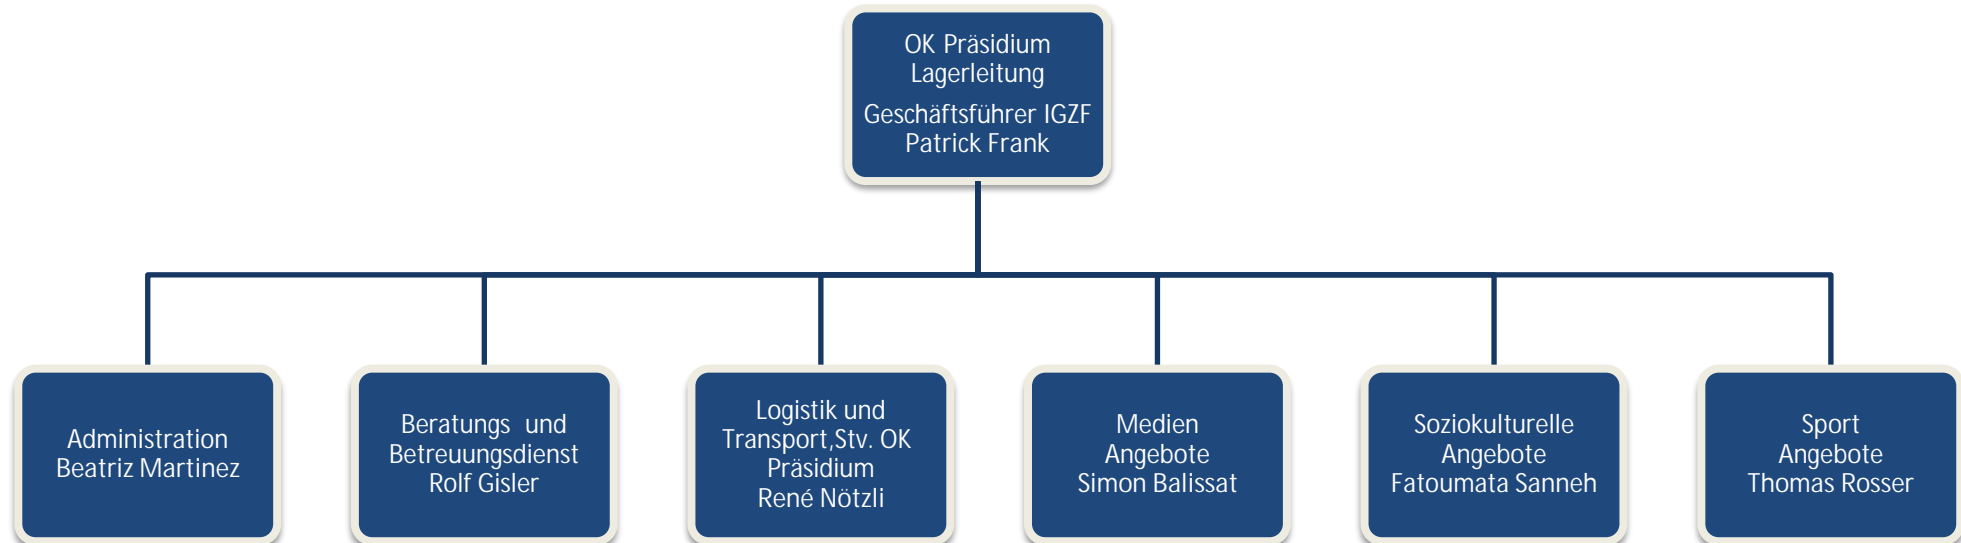 OK Präsidium
Lagerleitung
Geschäftsführer IGZF
Patrick Frank
Administration
Beatriz Martinez
Beratungs  und
Betreuungsdienst
Rolf Gisler
Logistik und
Transport,Stv. OK
Präsidium
René Nötzli
Medien
Angebote
Simon Balissat
Soziokulturelle
Angebote
Fatoumata Sanneh
Sport
Angebote
Thomas Rosser